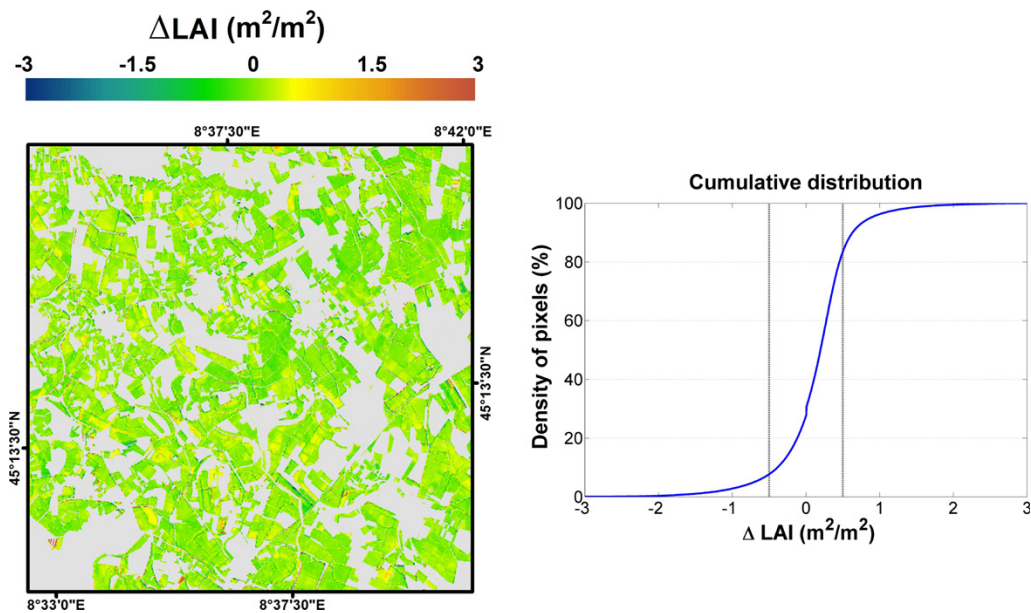 ΔLAI (m²/m²)
-3 -1.5 0 1.5 3
8°37'30"E 8°42'0"E
45°13'30"N
45°13'30"N
8°33'0"E 8°37'30"E
Cumulative distribution
Density of pixels (%)
100
80
60
40
20
0
-3 -2 -1 0 1 2 3
Δ LAI (m²/m²)